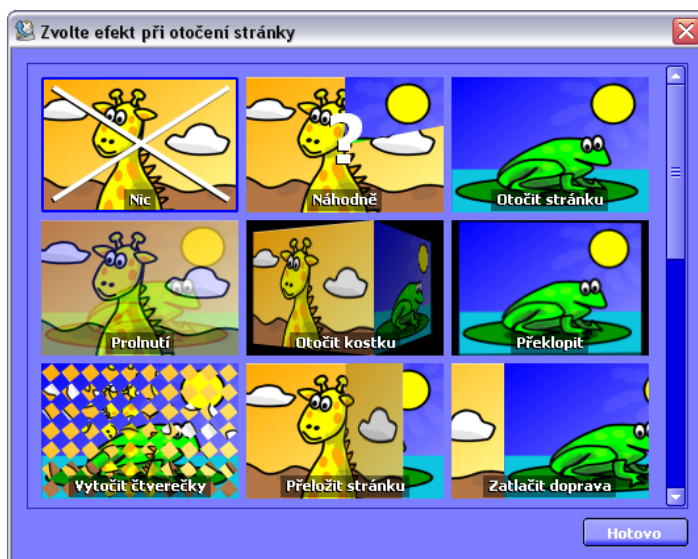 Zvolte efekt při otočení stránky
Nic
Náhodně
?
Otočit stránku
Prolnutí
Otočit kostku
Překlopit
Vytočit čtverečky
Přeložit stránku
Zatlačit doprava
Hotovo